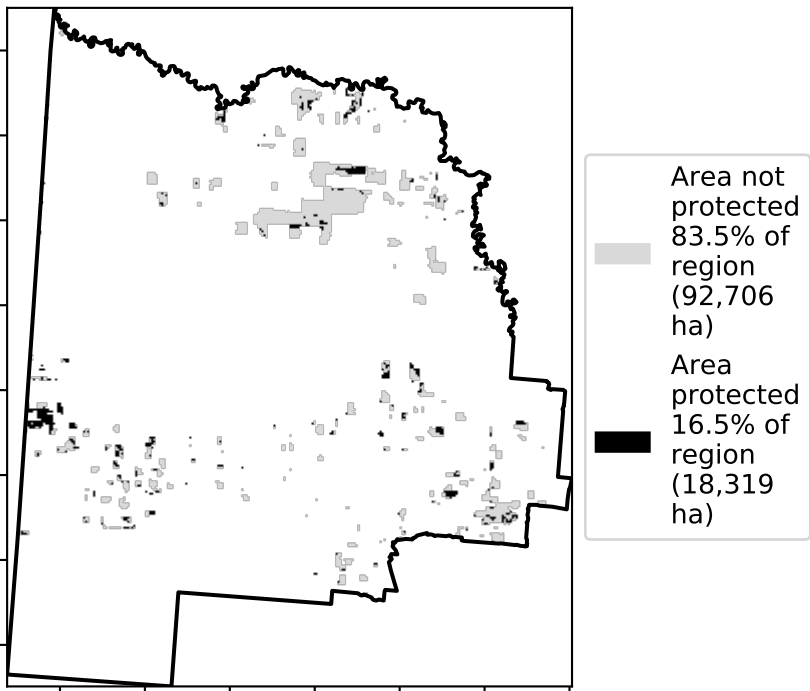 Area not
protected
83.5% of
region
(92,706
ha)
Area
protected
16.5% of
region
(18,319
ha)